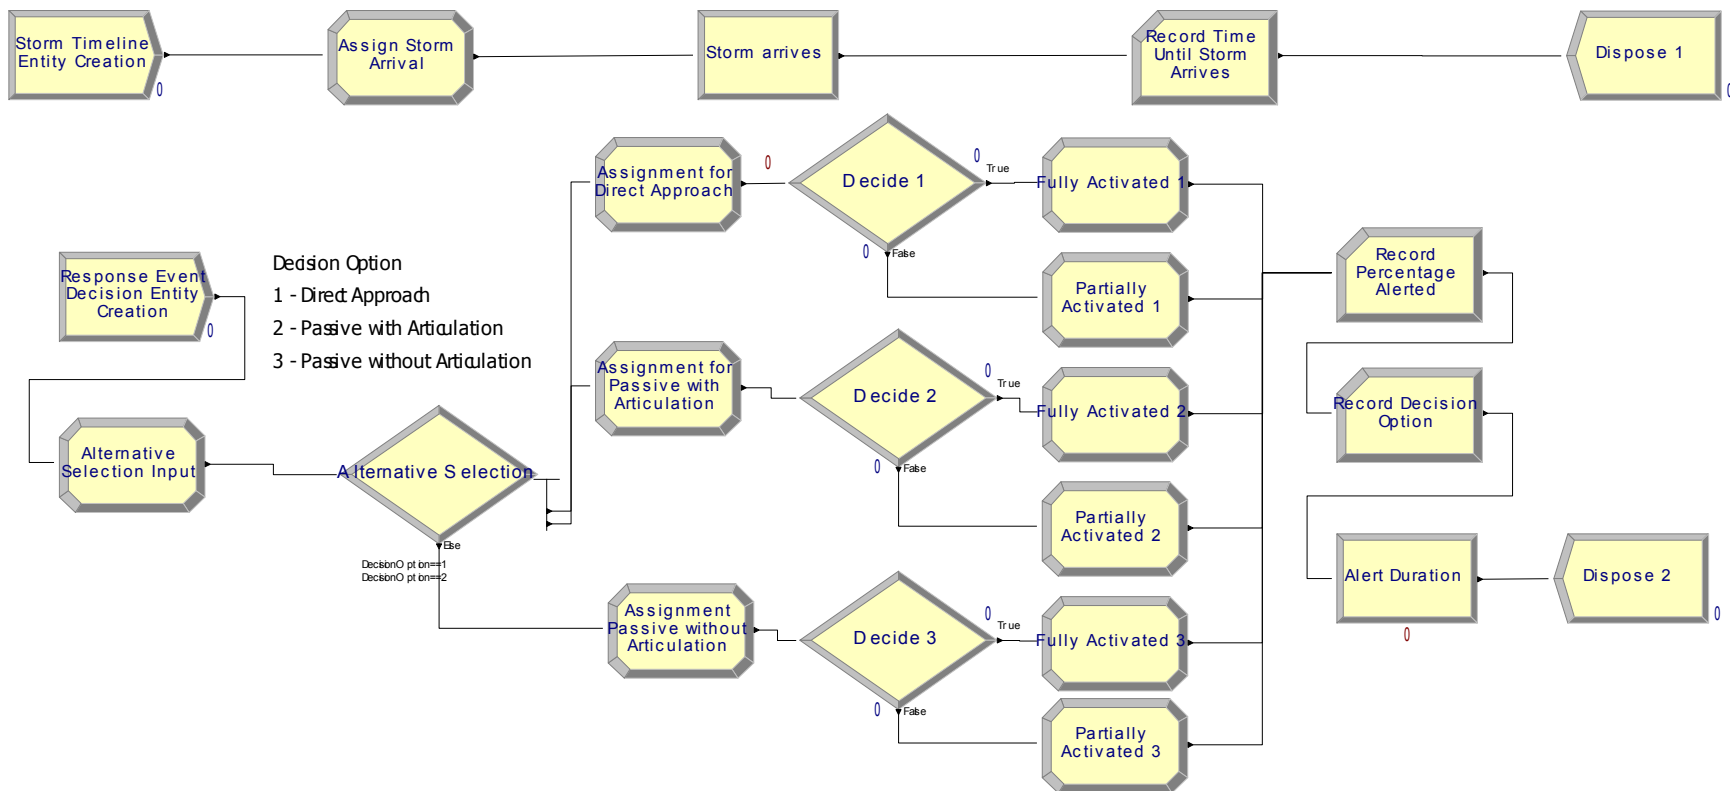 Storm Timeline
Entity Creation
0
Assign Storm
Arrival
Storm arrives
Record Time
Until Storm
Arrives
Dispose 1
0
Response Event
Decision Entity
Creation
0
Decision Option
1 - Direct Approach
2 - Passive with Articulation
3 - Passive without Articulation
Alternative
Selection Input
Alternative Selection
Else
DecisionOption==1
DecisionOption==2
Assignment for
Direct Approach
0
Decide 1
0
True
0
False
Fully Activated 1
Partially
Activated 1
Assignment for
Passive with
Articulation
Decide 2
0
True
0
False
Fully Activated 2
Partially
Activated 2
Assignment
Passive without
Articulation
Decide 3
0
True
0
False
Fully Activated 3
Partially
Activated 3
Record
Percentage
Alerted
Record Decision
Option
Alert Duration
0
Dispose 2
0